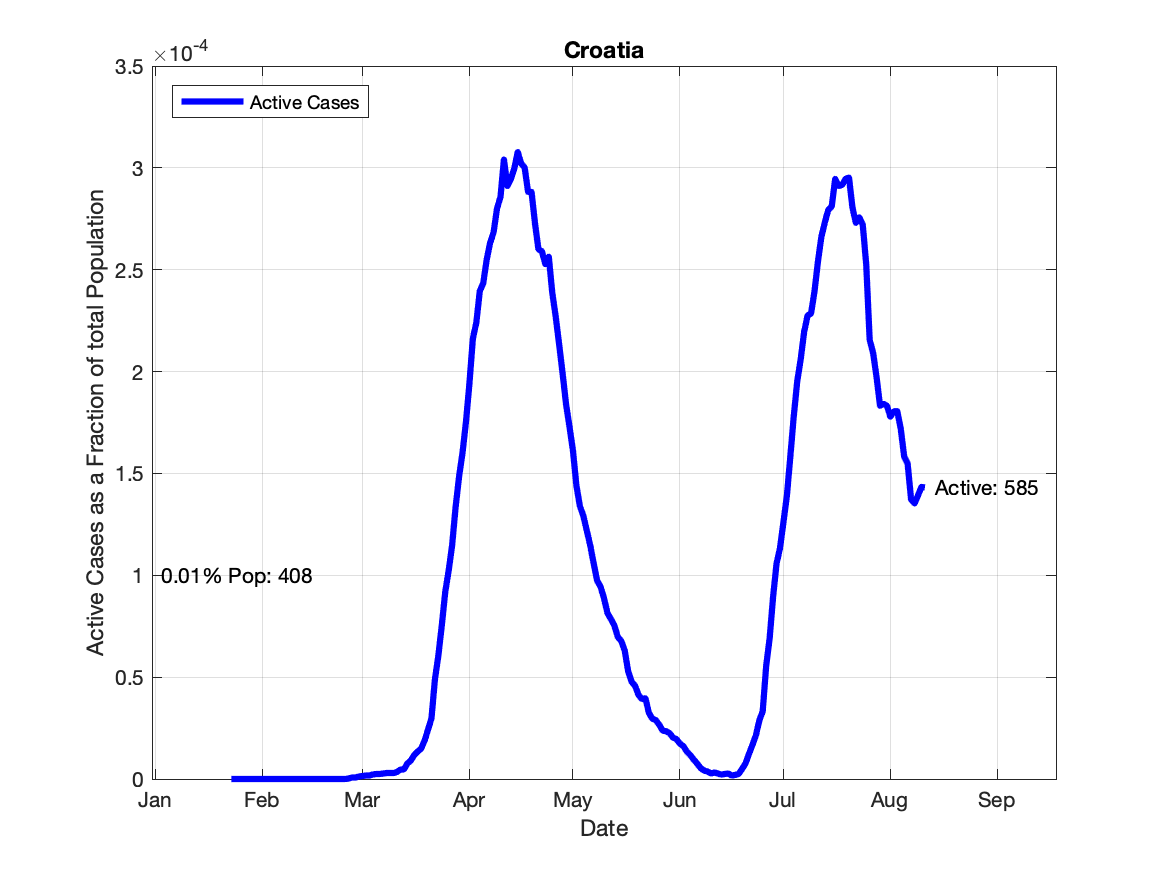 Croatia
×10⁻⁴
3.5
3
2.5
2
1.5
1
0.5
0
Active Cases as a Fraction of total Population
Active Cases
0.01% Pop: 408
Active: 585
Jan Feb Mar Apr May Jun Jul Aug Sep
Date